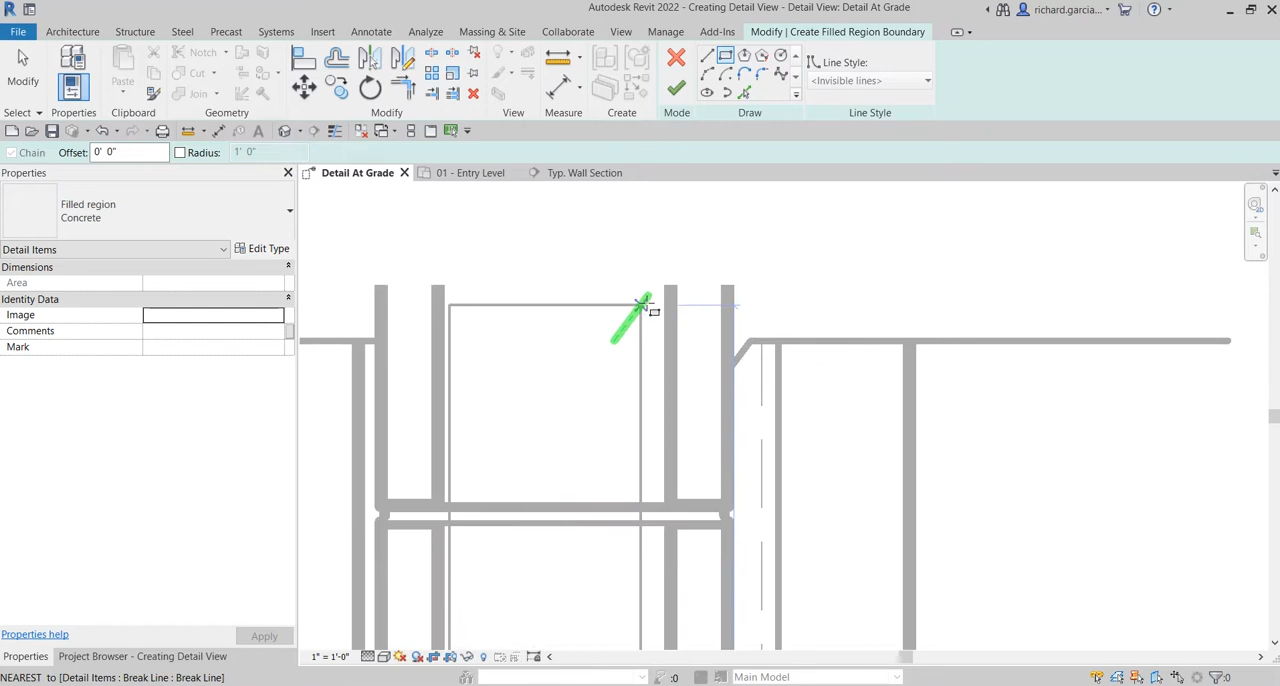 Autodesk Revit 2022 - Creating Detail View - Detail View: Detail At Grade
richard.garcia...
File Architecture Structure Steel Precast Systems Insert Annotate Analyze Massing & Site Collaborate View Manage Add-Ins Modify | Create Filled Region Boundary
Modify
Paste
Notch
Cut
Join
Line Style:
<Invisible lines>
Select Properties Clipboard Geometry Modify View Measure Create Mode Draw Line Style
Chain Offset: 0' 0" Radius: 1' 0"
Properties
Detail At Grade 01 - Entry Level Typ. Wall Section
Filled region
Concrete
Detail Items Edit Type
Dimensions
Area
Identity Data
Image
Comments
Mark
Properties help Apply
Properties Project Browser - Creating Detail View 1" = 1'-0"
NEAREST to [Detail Items : Break Line : Break Line] :0 Main Model :0